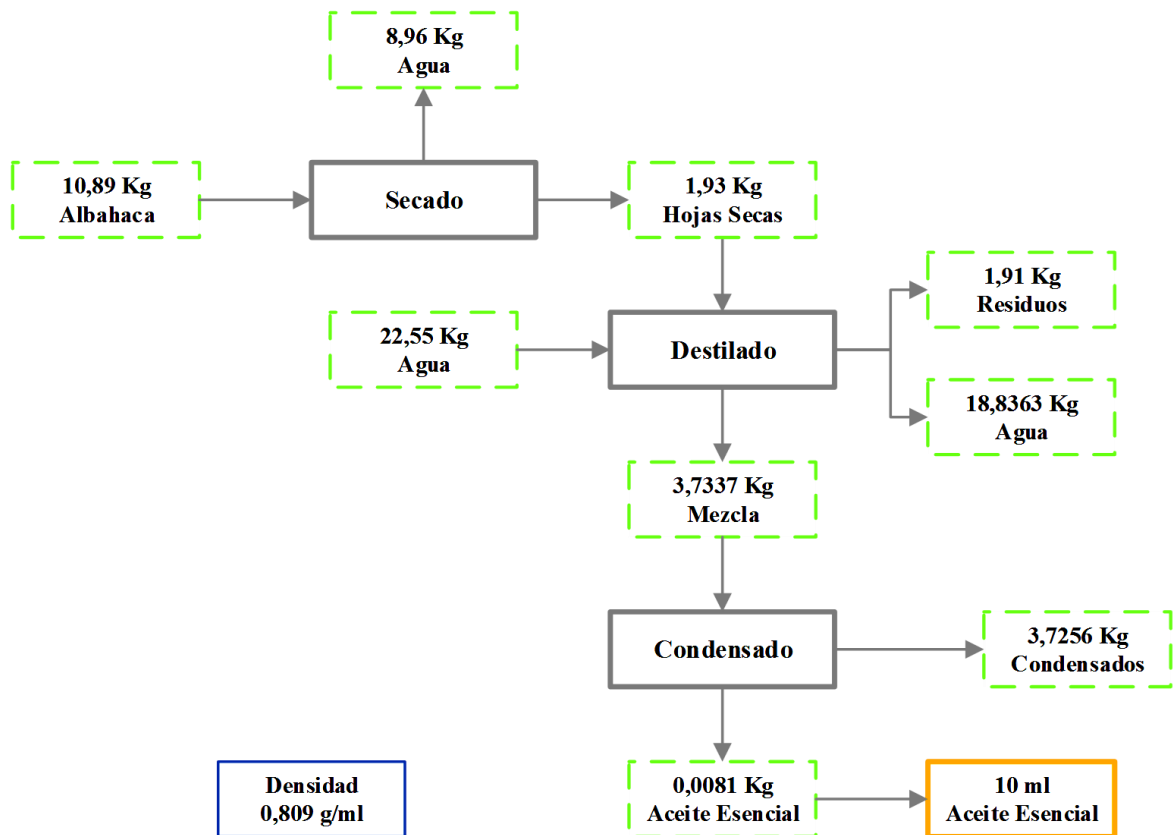 8,96 Kg
Agua
10,89 Kg
Albahaca
Secado
1,93 Kg
Hojas Secas
1,91 Kg
Residuos
22,55 Kg
Agua
Destilado
18,8363 Kg
Agua
3,7337 Kg
Mezcla
Condensado
3,7256 Kg
Condensados
Densidad
0,809 g/ml
0,0081 Kg
Aceite Esencial
10 ml
Aceite Esencial